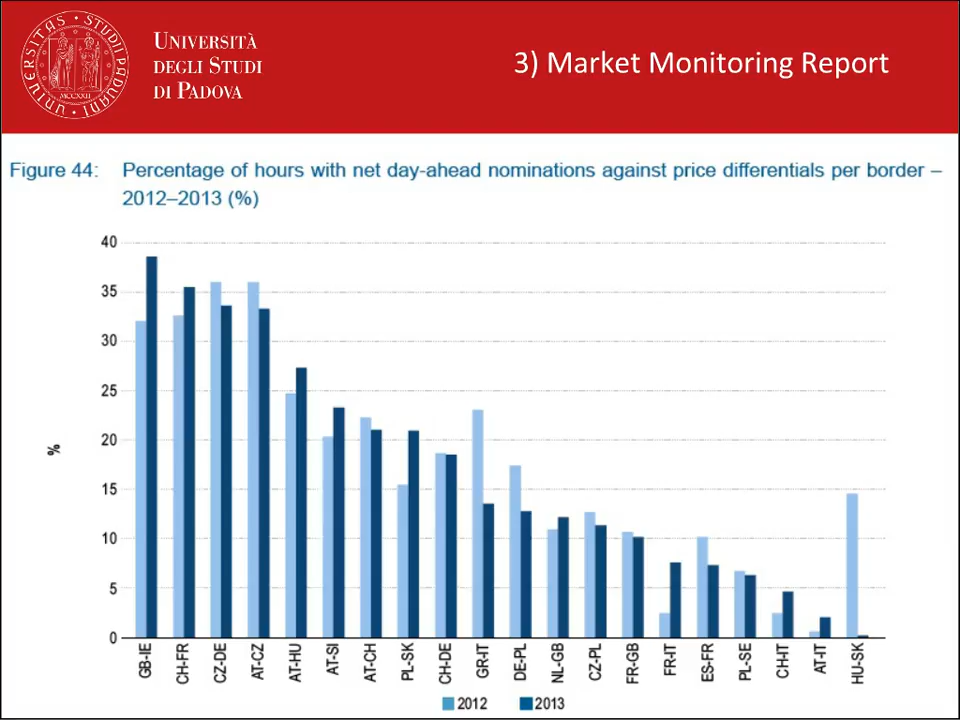 UNIVERSITAS STUDII PADUANI
MCCXXII
UNIVERSITÀ
DEGLI STUDI
DI PADOVA
3) Market Monitoring Report
Figure 44: Percentage of hours with net day-ahead nominations against price differentials per border –
2012–2013 (%)
40
35
30
25
20
15
10
5
0
%
GB-IE
CH-FR
CZ-DE
AT-CZ
AT-HU
AT-SI
AT-CH
PL-SK
CH-DE
GR-IT
DE-PL
NL-GB
CZ-PL
FR-GB
FR-IT
ES-FR
PL-SE
CH-IT
AT-IT
HU-SK
2012 2013